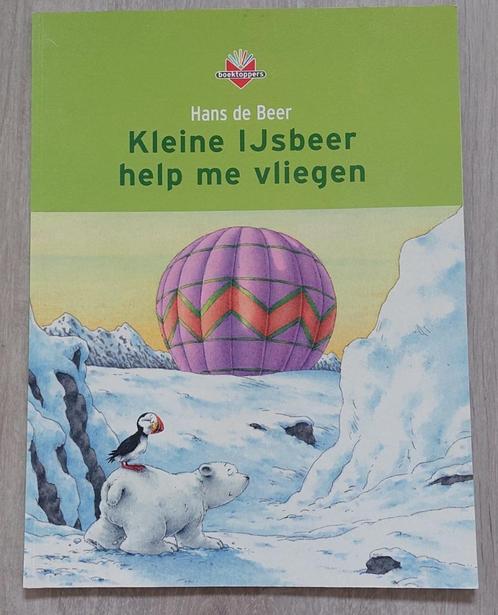 boektoppers
Hans de Beer
Kleine IJsbeer
help me vliegen